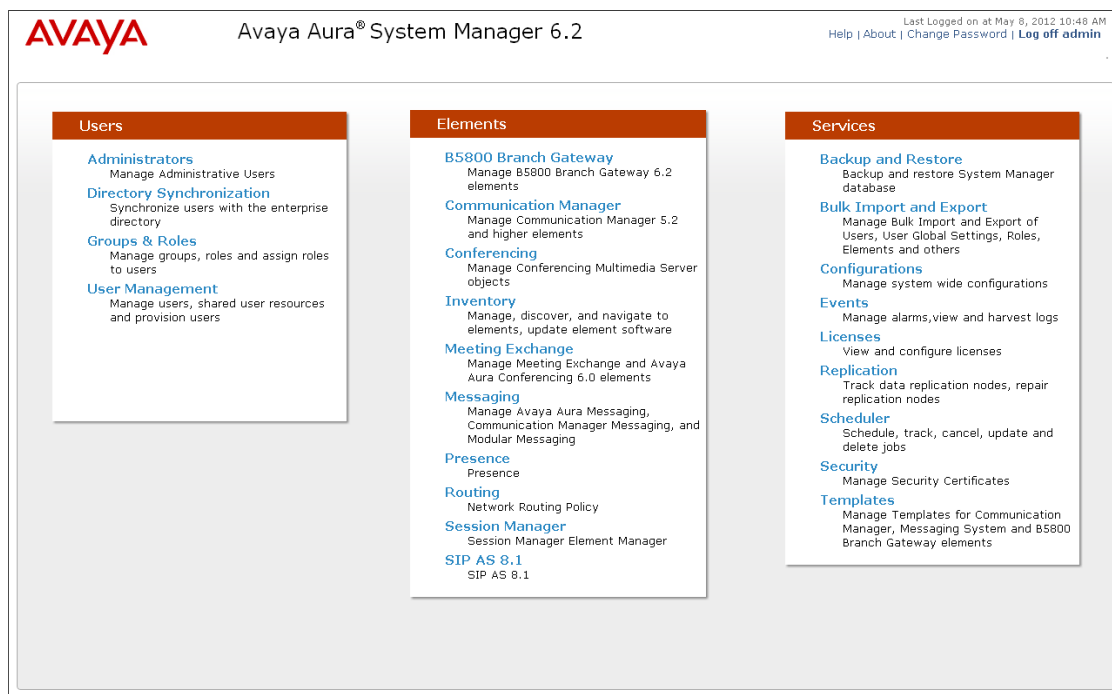 AVAYA
Avaya Aura® System Manager 6.2
Last Logged on at May 8, 2012 10:48 AM
Help | About | Change Password | Log off admin
Users
Administrators
Manage Administrative Users
Directory Synchronization
Synchronize users with the enterprise
directory
Groups & Roles
Manage groups, roles and assign roles
to users
User Management
Manage users, shared user resources
and provision users
Elements
B5800 Branch Gateway
Manage B5800 Branch Gateway 6.2
elements
Communication Manager
Manage Communication Manager 5.2
and higher elements
Conferencing
Manage Conferencing Multimedia Server
objects
Inventory
Manage, discover, and navigate to
elements, update element software
Meeting Exchange
Manage Meeting Exchange and Avaya
Aura Conferencing 6.0 elements
Messaging
Manage Avaya Aura Messaging,
Communication Manager Messaging, and
Modular Messaging
Presence
Presence
Routing
Network Routing Policy
Session Manager
Session Manager Element Manager
SIP AS 8.1
SIP AS 8.1
Services
Backup and Restore
Backup and restore System Manager
database
Bulk Import and Export
Manage Bulk Import and Export of
Users, User Global Settings, Roles,
Elements and others
Configurations
Manage system wide configurations
Events
Manage alarms,view and harvest logs
Licenses
View and configure licenses
Replication
Track data replication nodes, repair
replication nodes
Scheduler
Schedule, track, cancel, update and
delete jobs
Security
Manage Security Certificates
Templates
Manage Templates for Communication
Manager, Messaging System and B5800
Branch Gateway elements